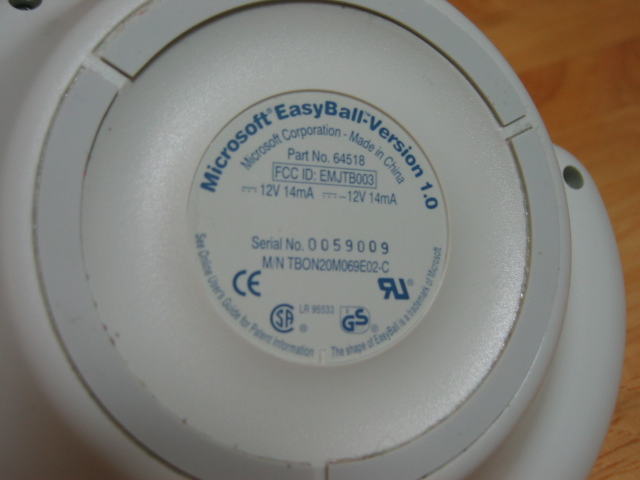 Microsoft® EasyBall™-Version 1.0
Microsoft Corporation - Made in China
Part No. 64518
FCC ID: EMJTB003
12V 14mA -12V 14mA
Serial No. 0059009
M/N TBON20M069E02-C
CE
LR 95533
SA GS
See Online User's Guide for Patent Information
The shape of EasyBall is a trademark of Microsoft